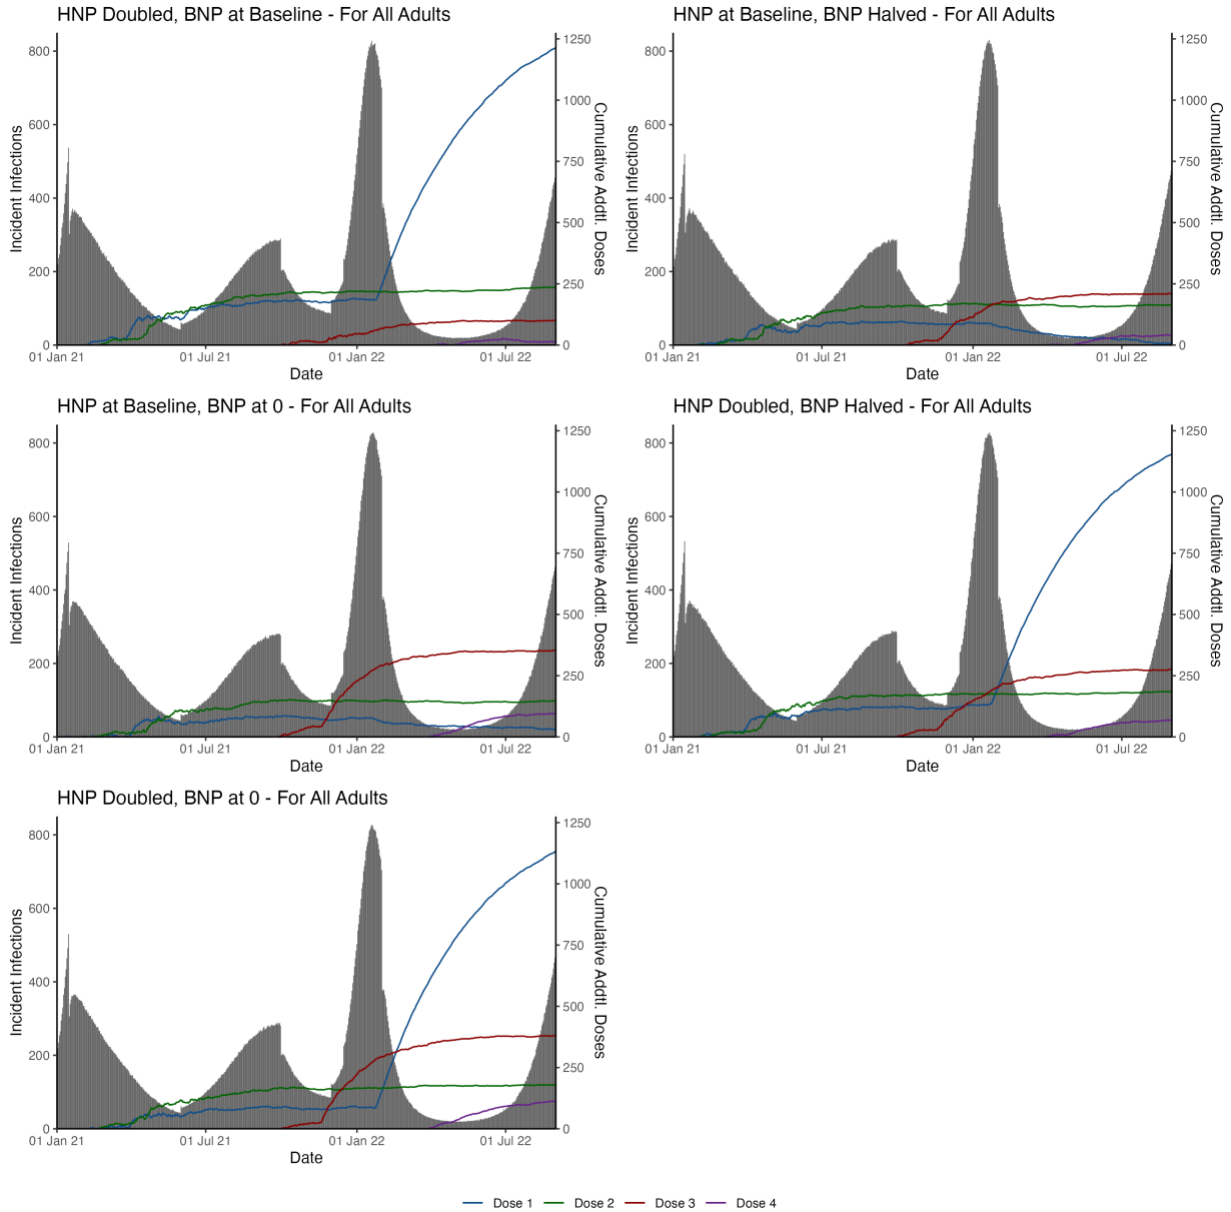 HNP Doubled, BNP at Baseline - For All Adults
800
600
400
200
0
Incident Infections
1250
1000
750
500
250
0
Cumulative Addtl. Doses
01 Jan 21
01 Jul 21
01 Jan 22
01 Jul 22
Date
HNP at Baseline, BNP Halved - For All Adults
800
600
400
200
0
Incident Infections
1250
1000
750
500
250
0
Cumulative Addtl. Doses
01 Jan 21
01 Jul 21
01 Jan 22
01 Jul 22
Date
HNP at Baseline, BNP at 0 - For All Adults
800
600
400
200
0
Incident Infections
1250
1000
750
500
250
0
Cumulative Addtl. Doses
01 Jan 21
01 Jul 21
01 Jan 22
01 Jul 22
Date
HNP Doubled, BNP Halved - For All Adults
800
600
400
200
0
Incident Infections
1250
1000
750
500
250
0
Cumulative Addtl. Doses
01 Jan 21
01 Jul 21
01 Jan 22
01 Jul 22
Date
HNP Doubled, BNP at 0 - For All Adults
800
600
400
200
0
Incident Infections
1250
1000
750
500
250
0
Cumulative Addtl. Doses
01 Jan 21
01 Jul 21
01 Jan 22
01 Jul 22
Date
Dose 1 Dose 2 Dose 3 Dose 4